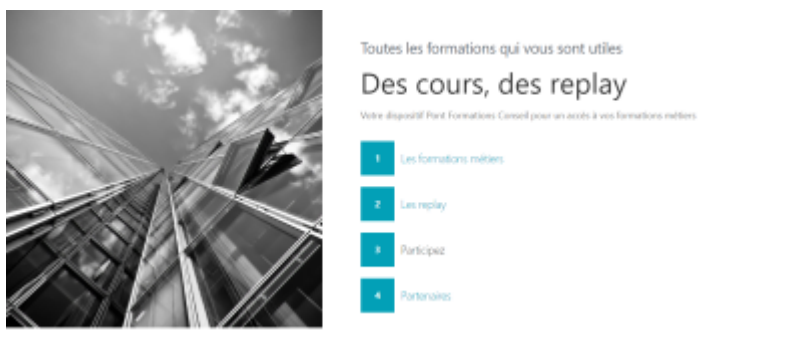 Toutes les formations qui vous sont utiles
Des cours, des replay
Votre dispositif Pont Formations Conseil pour un accès à vos formations métiers
1 Les formations métiers
2 Les replay
3 Participez
4 Partenaires